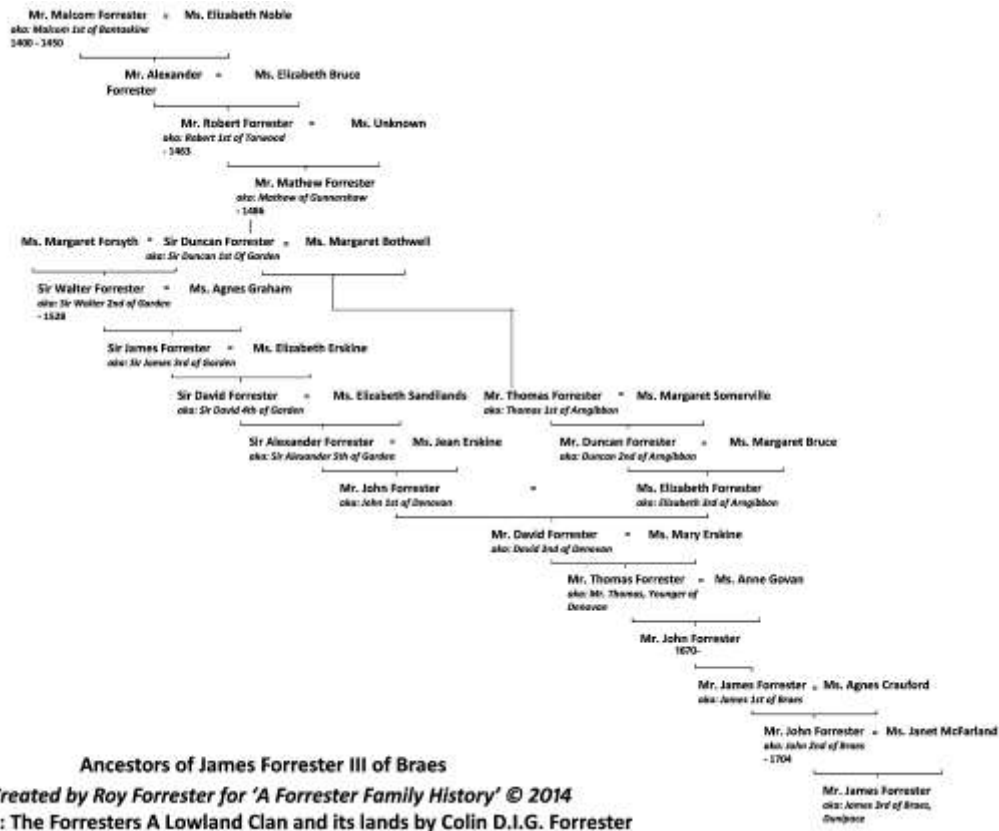 Mr. Malcom Forrester = Ms. Elizabeth Noble
aka: Malcom 1st of Bantaskine
1400 - 1450
Mr. Alexander = Ms. Elizabeth Bruce
Forrester
Mr. Robert Forrester = Ms. Unknown
aka: Robert 1st of Torwood
- 1463
Mr. Mathew Forrester
aka: Mathew of Gunnarshaw
- 1486
Ms. Margaret Forsyth = Sir Duncan Forrester = Ms. Margaret Bothwell
aka: Sir Duncan 1st Of Garden
Sir Walter Forrester = Ms. Agnes Graham
aka: Sir Walter 2nd of Garden
- 1528
Sir James Forrester = Ms. Elizabeth Erskine
aka: Sir James 3rd of Garden
Sir David Forrester = Ms. Elizabeth Sandilands Mr. Thomas Forrester = Ms. Margaret Somerville
aka: Sir David 4th of Garden aka: Thomas 1st of Arngibbon
Sir Alexander Forrester = Ms. Jean Erskine Mr. Duncan Forrester = Ms. Margaret Bruce
aka: Sir Alexander 5th of Garden aka: Duncan 2nd of Arngibbon
Mr. John Forrester = Ms. Elizabeth Forrester
aka: John 1st of Denovan aka: Elizabeth 3rd of Arngibbon
Mr. David Forrester = Ms. Mary Erskine
aka: David 2nd of Denovan
Mr. Thomas Forrester = Ms. Anne Govan
aka: Mr. Thomas, Younger of
Denovan
Mr. John Forrester
1670-
Mr. James Forrester = Ms. Agnes Crauford
aka: James 1st of Braes
Mr. John Forrester = Ms. Janet McFarland
aka: John 2nd of Braes
- 1704
Mr. James Forrester
aka: James 3rd of Braes,
Dunipace
Ancestors of James Forrester III of Braes
reated by Roy Forrester for 'A Forrester Family History' © 2014
: The Forresters A Lowland Clan and its lands by Colin D.I.G. Forrester